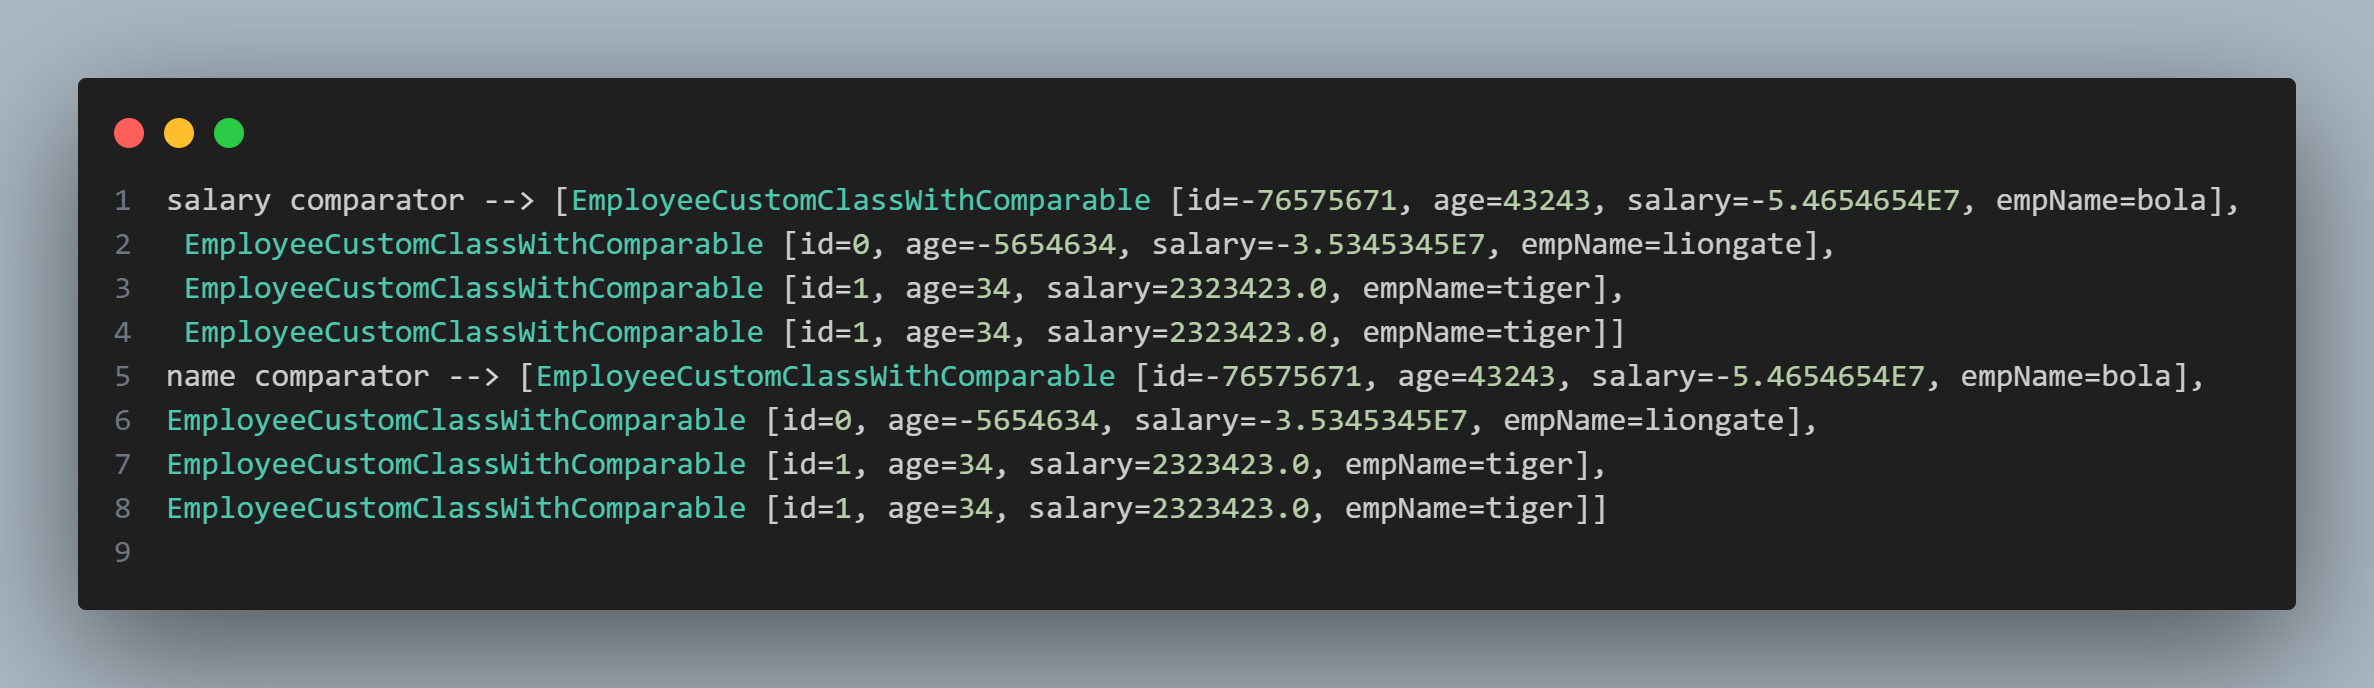 1 salary comparator --> [EmployeeCustomClassWithComparable [id=-76575671, age=43243, salary=-5.4654654E7, empName=bola],
2 EmployeeCustomClassWithComparable [id=0, age=-5654634, salary=-3.5345345E7, empName=liongate],
3 EmployeeCustomClassWithComparable [id=1, age=34, salary=2323423.0, empName=tiger],
4 EmployeeCustomClassWithComparable [id=1, age=34, salary=2323423.0, empName=tiger]]
5 name comparator --> [EmployeeCustomClassWithComparable [id=-76575671, age=43243, salary=-5.4654654E7, empName=bola],
6 EmployeeCustomClassWithComparable [id=0, age=-5654634, salary=-3.5345345E7, empName=liongate],
7 EmployeeCustomClassWithComparable [id=1, age=34, salary=2323423.0, empName=tiger],
8 EmployeeCustomClassWithComparable [id=1, age=34, salary=2323423.0, empName=tiger]]
9